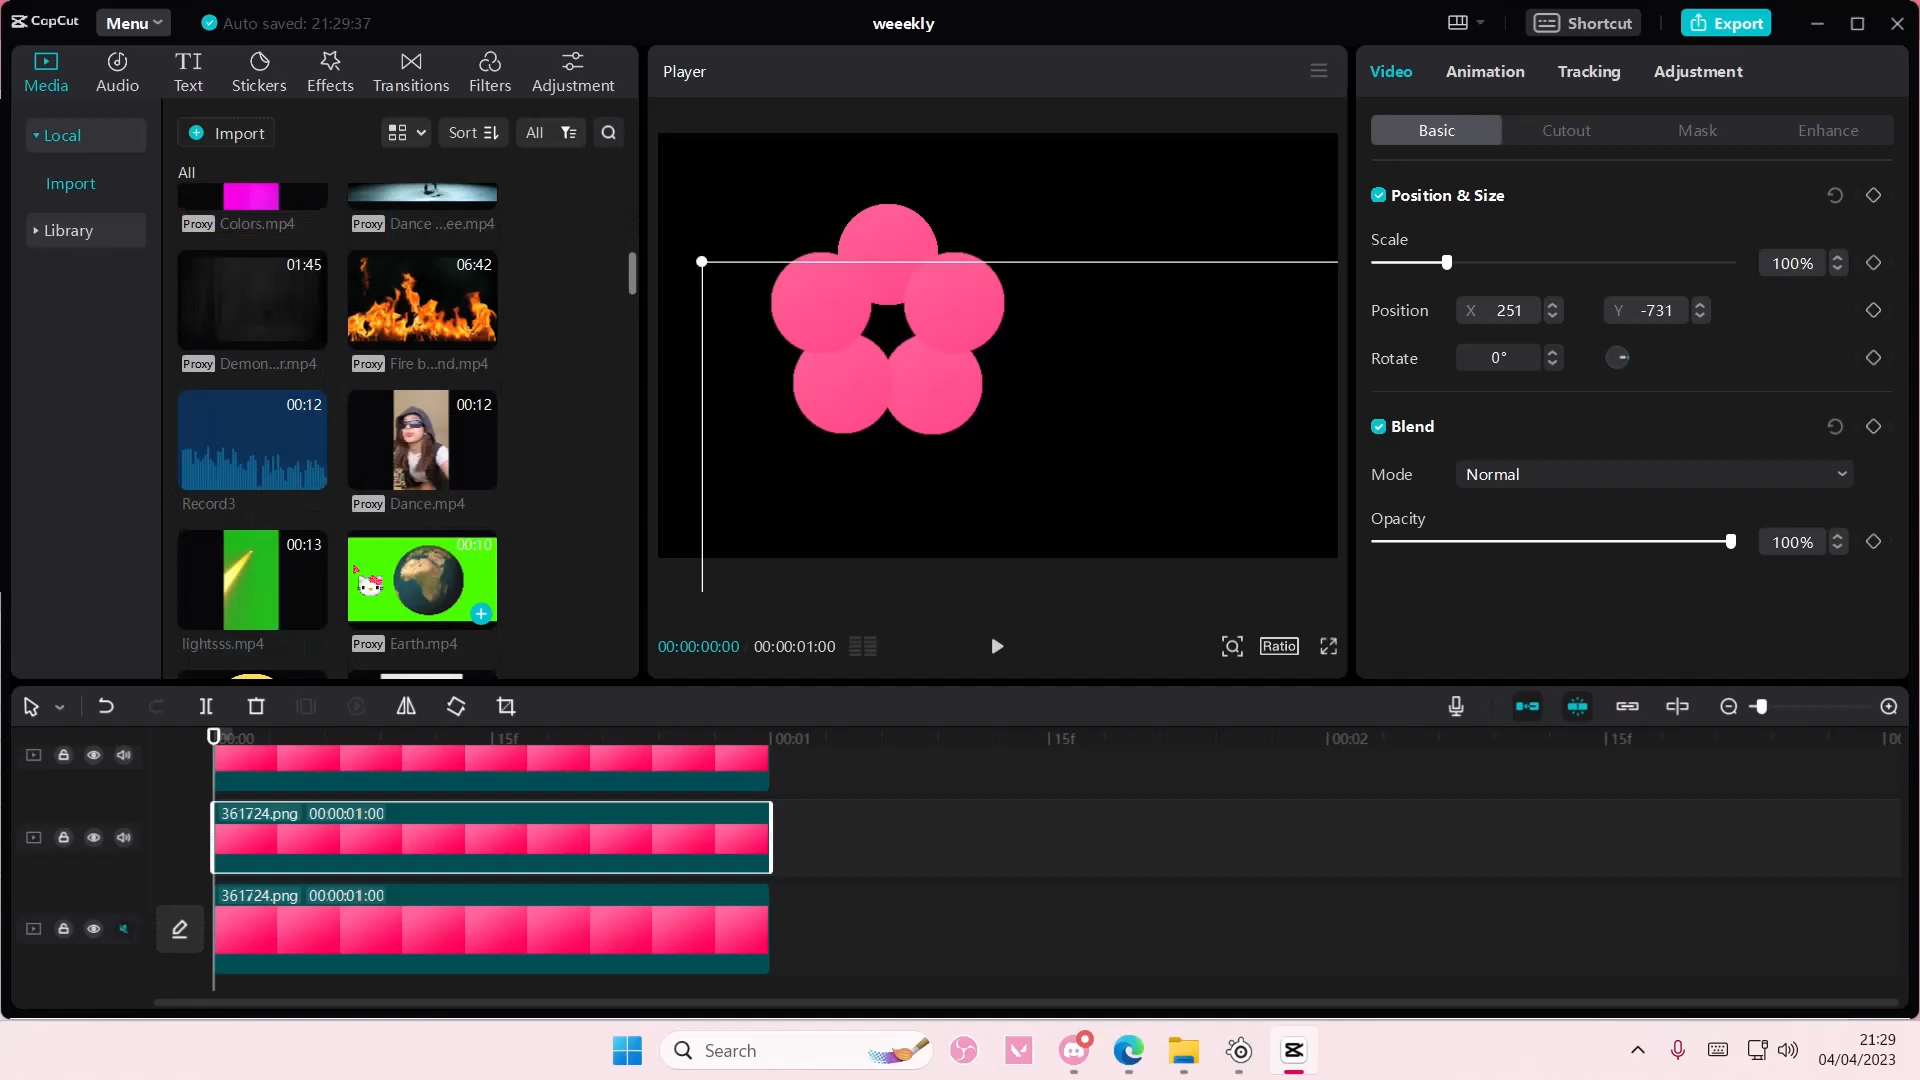 CapCut Menu Auto saved: 21:29:37 weeekly Shortcut Export
Media Audio Text Stickers Effects Transitions Filters Adjustment
Local
Import
Library
Import Sort All
All
Proxy Colors.mp4 Proxy Dance ...ee.mp4
01:45 06:42
Proxy Demon...r.mp4 Proxy Fire b...nd.mp4
00:12 00:12
Record3 Proxy Dance.mp4
00:13 00:10
lightsss.mp4 Proxy Earth.mp4
Player
00:00:00:00 00:00:01:00 Ratio
Video Animation Tracking Adjustment
Basic Cutout Mask Enhance
Position & Size
Scale
100%
Position X 251 Y -731
Rotate 0°
Blend
Mode Normal
Opacity
100%
00:00 15f 00:01 15f 00:02 15f
361724.png 00:00:01:00
361724.png 00:00:01:00
Search
21:29
04/04/2023